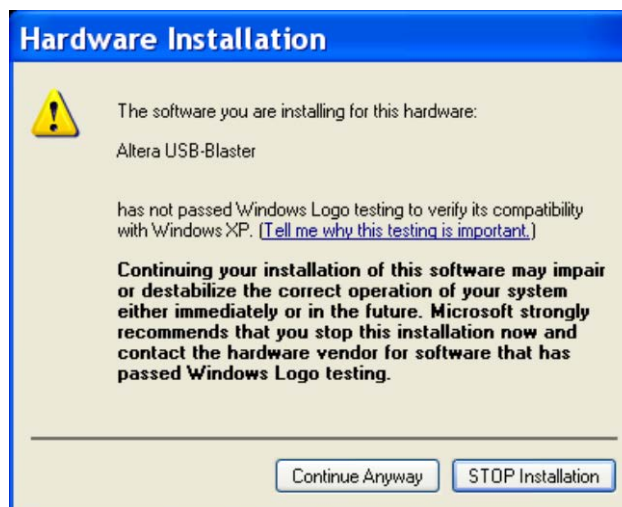 Hardware Installation
The software you are installing for this hardware:
Altera USB-Blaster
has not passed Windows Logo testing to verify its compatibility
with Windows XP. (Tell me why this testing is important.)
Continuing your installation of this software may impair
or destabilize the correct operation of your system
either immediately or in the future. Microsoft strongly
recommends that you stop this installation now and
contact the hardware vendor for software that has
passed Windows Logo testing.
Continue Anyway
STOP Installation